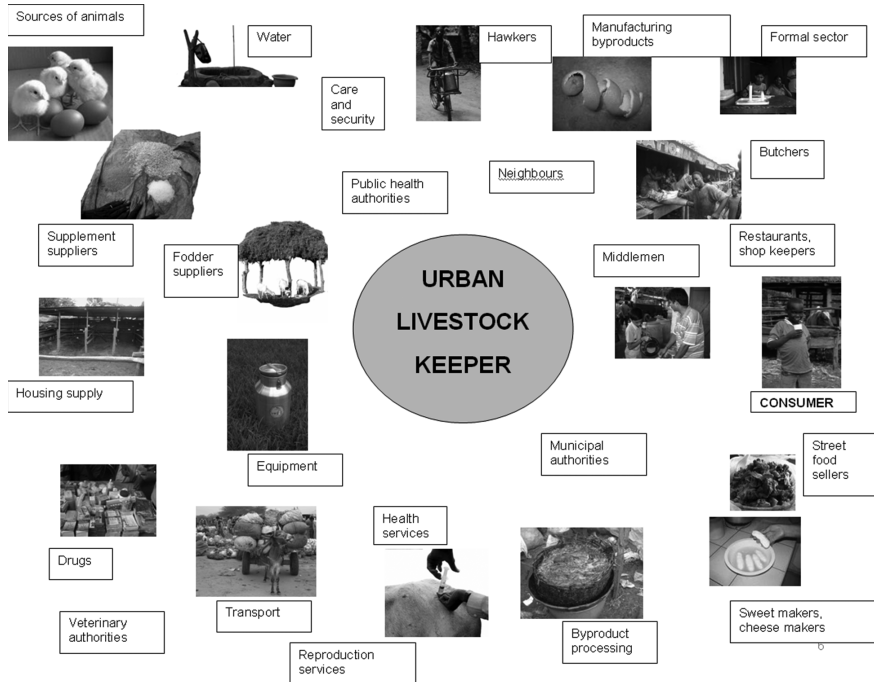 Sources of animals
Water
Hawkers
Manufacturing
byproducts
Formal sector
Care
and
security
Butchers
Neighbours
Public health
authorities
Supplement
suppliers
Fodder
suppliers
Middlemen
Restaurants,
shop keepers
URBAN
LIVESTOCK
KEEPER
Housing supply
CONSUMER
Equipment
Municipal
authorities
Street
food
sellers
Drugs
Health
services
Transport
Veterinary
authorities
Reproduction
services
Byproduct
processing
Sweet makers,
cheese makers
6